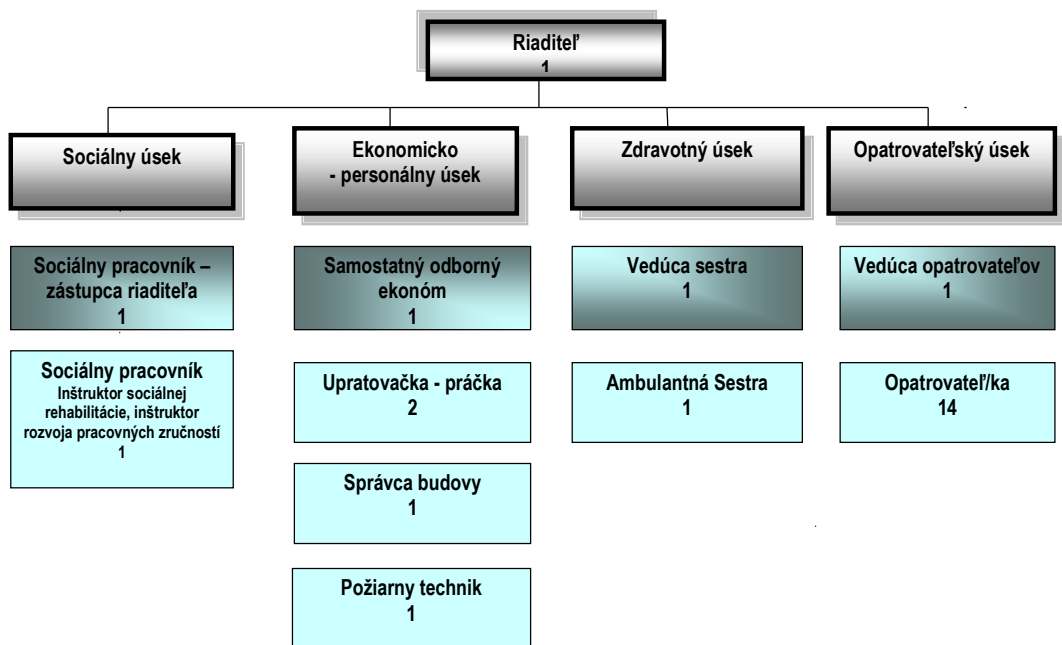 Riaditeľ
1
Sociálny úsek
Ekonomicko
- personálny úsek
Zdravotný úsek
Opatrovateľský úsek
Sociálny pracovník –
zástupca riaditeľa
1
Samostatný odborný
ekonóm
1
Vedúca sestra
1
Vedúca opatrovateľov
1
Sociálny pracovník
Inštruktor sociálnej
rehabilitácie, inštruktor
rozvoja pracovných zručností
1
Upratovačka - práčka
2
Ambulantná Sestra
1
Opatrovateľ/ka
14
Správca budovy
1
Požiarny technik
1